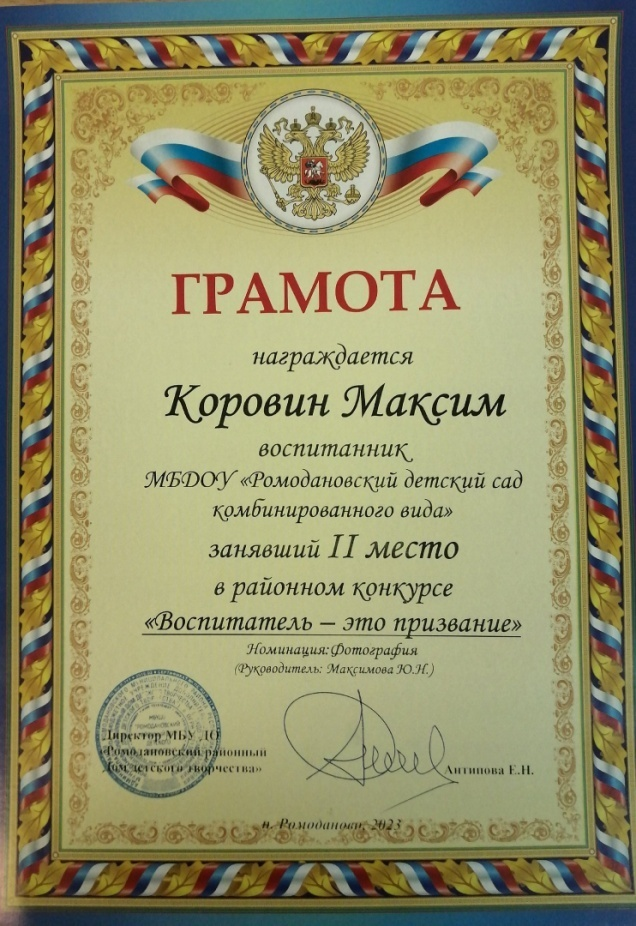 ГРАМОТА
награждается
Коровин Максим
воспитанник
МБДОУ «Ромодановский детский сад
комбинированного вида»
занявший II место
в районном конкурсе
«Воспитатель – это призвание»
Номинация: Фотография
(Руководитель: Максимова Ю.Н.)
Директор МБУ ДО
«Ромодановский районный
Дом детского творчества»
Антипова Е.Н.
п. Ромоданово, 2023